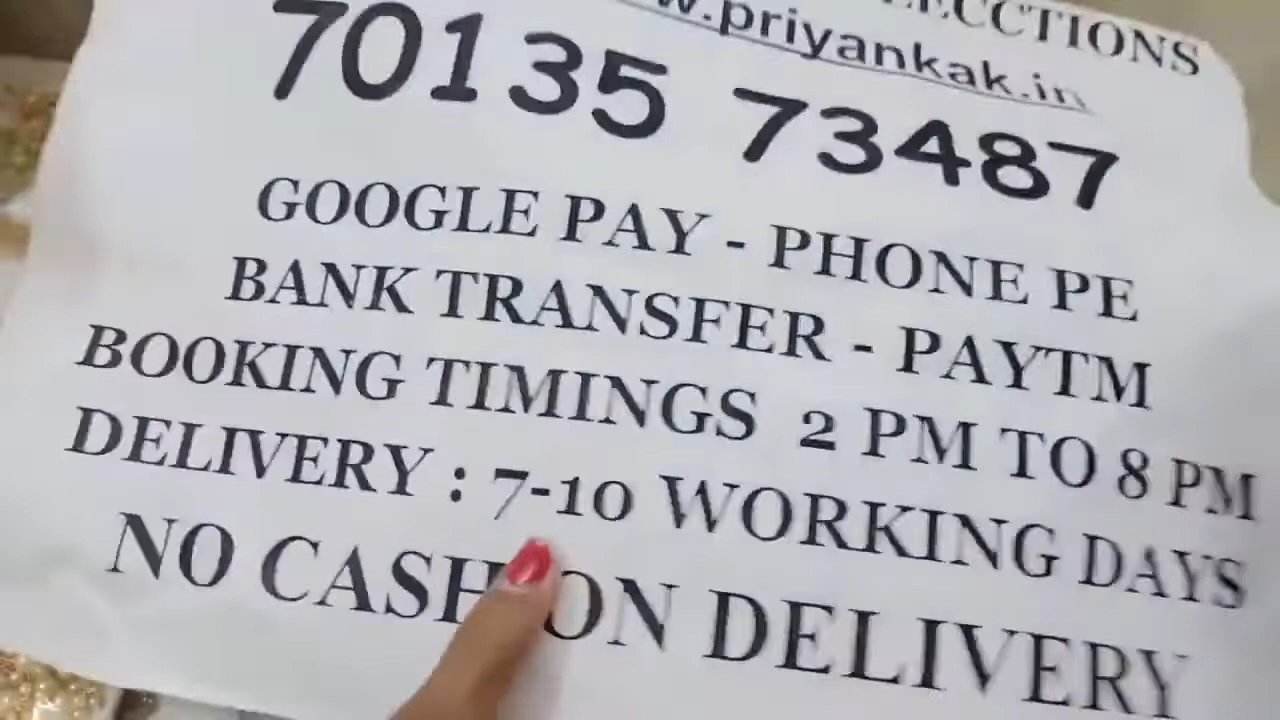 70135 73487
w.priyankak.in
GOOGLE PAY - PHONE PE
BANK TRANSFER - PAYTM
BOOKING TIMINGS 2 PM TO 8 PM
DELIVERY : 7-10 WORKING DAYS
NO CASH ON DELIVERY